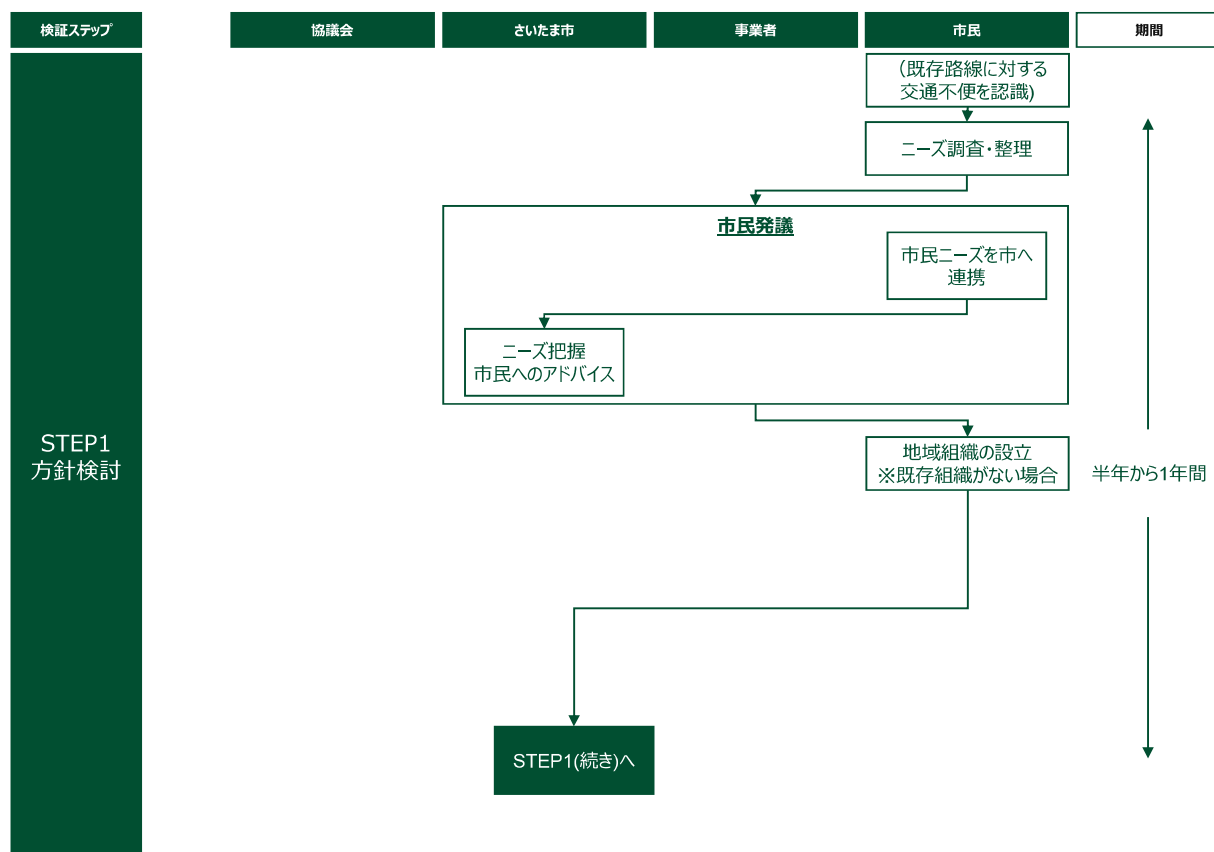 検証ステップ
協議会
さいたま市
事業者
市民
期間
（既存路線に対する
交通不便を認識)
ニーズ調査・整理
市民発議
市民ニーズを市へ
連携
ニーズ把握
市民へのアドバイス
STEP1
方針検討
地域組織の設立
※既存組織がない場合
半年から1年間
STEP1(続き)へ